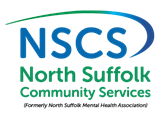 NSCS
North Suffolk
Community Services
(Formerly North Suffolk Mental Health Association)